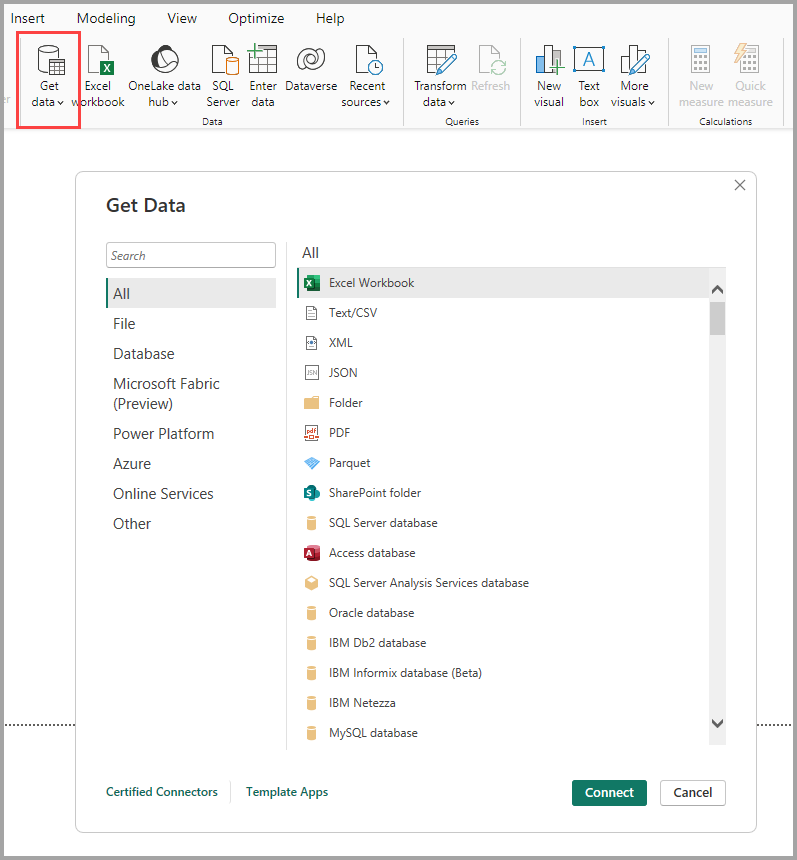 Insert Modeling View Optimize Help
Get Excel OneLake data SQL Enter Dataverse Recent Transform Refresh New Text More New Quick
data workbook hub Server data sources data visual box visuals measure measure
Data Queries Insert Calculations
Get Data
Search
All
File
Database
Microsoft Fabric
(Preview)
Power Platform
Azure
Online Services
Other
All
Excel Workbook
Text/CSV
XML
JSON
Folder
PDF
Parquet
SharePoint folder
SQL Server database
Access database
SQL Server Analysis Services database
Oracle database
IBM Db2 database
IBM Informix database (Beta)
IBM Netezza
MySQL database
Certified Connectors Template Apps Connect Cancel